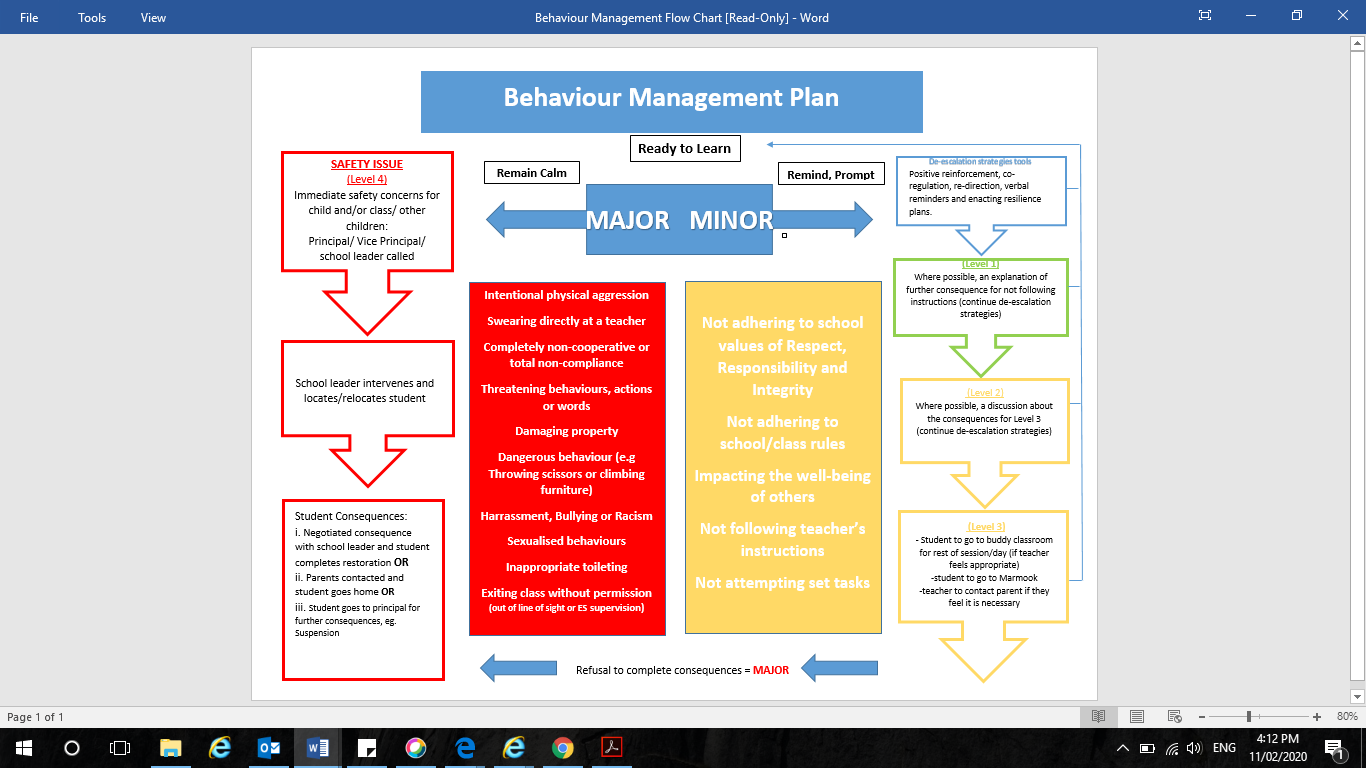 File Tools View Behaviour Management Flow Chart [Read-Only] - Word
Behaviour Management Plan
Ready to Learn
Remain Calm
Remind, Prompt
MAJOR MINOR
SAFETY ISSUE
(Level 4)
Immediate safety concerns for
child and/or class/ other
children:
Principal/ Vice Principal/
school leader called
School leader intervenes and
locates/relocates student
Student Consequences:
i. Negotiated consequence
with school leader and student
completes restoration OR
ii. Parents contacted and
student goes home OR
iii. Student goes to principal for
further consequences, eg.
Suspension
Intentional physical aggression
Swearing directly at a teacher
Completely non-cooperative or
total non-compliance
Threatening behaviours, actions
or words
Damaging property
Dangerous behaviour (e.g
Throwing scissors or climbing
furniture)
Harrassment, Bullying or Racism
Sexualised behaviours
Inappropriate toileting
Exiting class without permission
(out of line of sight or ES supervision)
Not adhering to school
values of Respect,
Responsibility and
Integrity
Not adhering to
school/class rules
Impacting the well-being
of others
Not following teacher's
instructions
Not attempting set tasks
De-escalation strategies tools
Positive reinforcement, co-
regulation, re-direction, verbal
reminders and enacting resilience
plans.
(Level 1)
Where possible, an explanation of
further consequence for not following
instructions (continue de-escalation
strategies)
(Level 2)
Where possible, a discussion about
the consequences for Level 3
(continue de-escalation strategies)
(Level 3)
- Student to go to buddy classroom
for rest of session/day (if teacher
feels appropriate)
-student to go to Marmook
-teacher to contact parent if they
feel it is necessary
Refusal to complete consequences = MAJOR
Page 1 of 1
80%
ENG
4:12 PM
11/02/2020
1